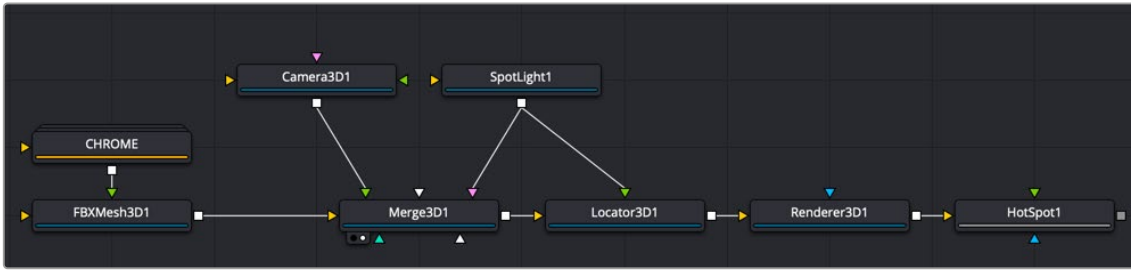 Camera3D1
SpotLight1
CHROME
FBXMesh3D1
Merge3D1
Locator3D1
Renderer3D1
HotSpot1